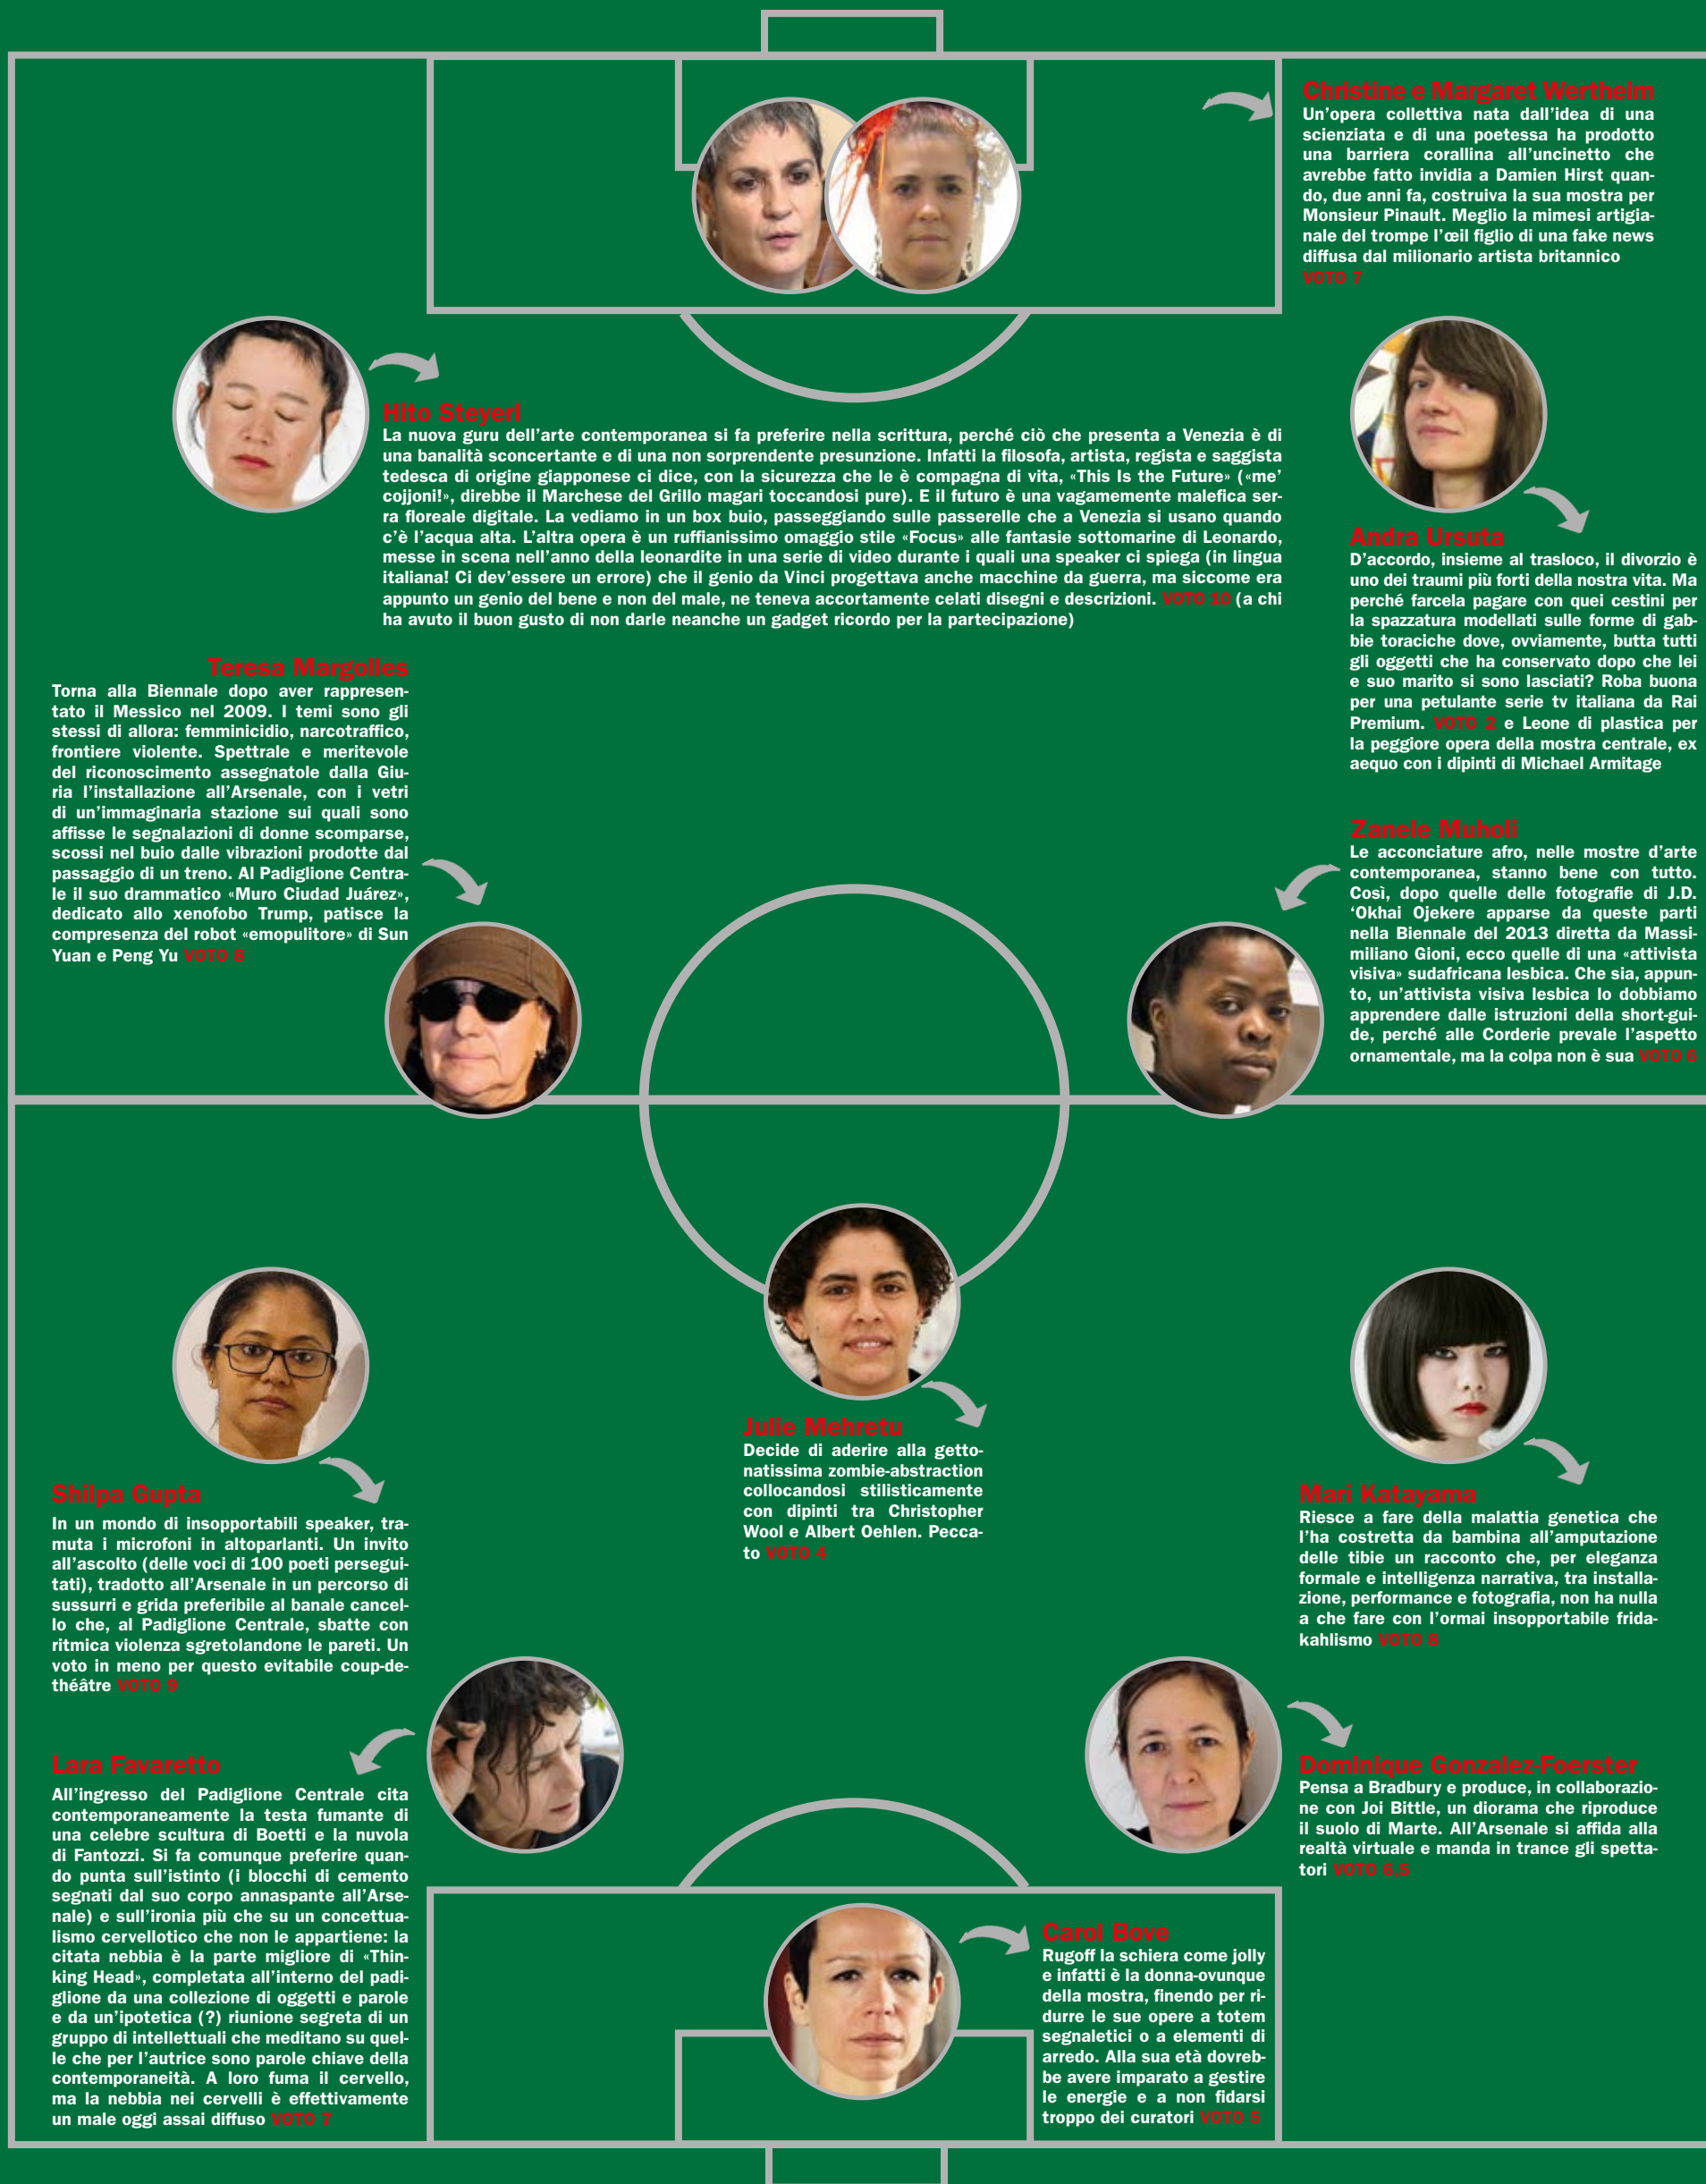 Christine e Margaret Wertheim
Un'opera collettiva nata dall'idea di una
scienziata e di una poetessa ha prodotto
una barriera corallina all'uncinetto che
avrebbe fatto invidia a Damien Hirst quan-
do, due anni fa, costruiva la sua mostra per
Monsieur Pinault. Meglio la mimesi artigia-
nale del trompe l'œil figlio di una fake news
diffusa dal milionario artista britannico
VOTO 7
Hito Steyerl
La nuova guru dell'arte contemporanea si fa preferire nella scrittura, perché ciò che presenta a Venezia è di
una banalità sconcertante e di una non sorprendente presunzione. Infatti la filosofa, artista, regista e saggista
tedesca di origine giapponese ci dice, con la sicurezza che le è compagna di vita, «This Is the Future» («me'
cojjoni!», direbbe il Marchese del Grillo magari toccandosi pure). E il futuro è una vagamemente malefica ser-
ra floreale digitale. La vediamo in un box buio, passeggiando sulle passerelle che a Venezia si usano quando
c'è l'acqua alta. L'altra opera è un ruffianissimo omaggio stile «Focus» alle fantasie sottomarine di Leonardo,
messe in scena nell'anno della leonardite in una serie di video durante i quali una speaker ci spiega (in lingua
italiana! Ci dev'essere un errore) che il genio da Vinci progettava anche macchine da guerra, ma siccome era
appunto un genio del bene e non del male, ne teneva accortamente celati disegni e descrizioni. VOTO 10 (a chi
ha avuto il buon gusto di non darle neanche un gadget ricordo per la partecipazione)
Andra Ursuta
D'accordo, insieme al trasloco, il divorzio è
uno dei traumi più forti della nostra vita. Ma
perché farcela pagare con quei cestini per
la spazzatura modellati sulle forme di gab-
bie toraciche dove, ovviamente, butta tutti
gli oggetti che ha conservato dopo che lei
e suo marito si sono lasciati? Roba buona
per una petulante serie tv italiana da Rai
Premium. VOTO 2 e Leone di plastica per
la peggiore opera della mostra centrale, ex
aequo con i dipinti di Michael Armitage
Teresa Margolles
Torna alla Biennale dopo aver rappresen-
tato il Messico nel 2009. I temi sono gli
stessi di allora: femminicidio, narcotraffico,
frontiere violente. Spettrale e meritevole
del riconoscimento assegnatole dalla Giu-
ria l'installazione all'Arsenale, con i vetri
di un'immaginaria stazione sui quali sono
affisse le segnalazioni di donne scomparse,
scossi nel buio dalle vibrazioni prodotte dal
passaggio di un treno. Al Padiglione Centra-
le il suo drammatico «Muro Ciudad Juárez»,
dedicato allo xenofobo Trump, patisce la
compresenza del robot «emopulitore» di Sun
Yuan e Peng Yu VOTO 8
Zanele Muholi
Le acconciature afro, nelle mostre d'arte
contemporanea, stanno bene con tutto.
Così, dopo quelle delle fotografie di J.D.
'Okhai Ojekere apparse da queste parti
nella Biennale del 2013 diretta da Massi-
miliano Gioni, ecco quelle di una «attivista
visiva» sudafricana lesbica. Che sia, appun-
to, un'attivista visiva lesbica lo dobbiamo
apprendere dalle istruzioni della short-gui-
de, perché alle Corderie prevale l'aspetto
ornamentale, ma la colpa non è sua VOTO 6
Julie Mehretu
Decide di aderire alla getto-
natissima zombie-abstraction
collocandosi stilisticamente
con dipinti tra Christopher
Wool e Albert Oehlen. Pecca-
to VOTO 4
Shilpa Gupta
In un mondo di insopportabili speaker, tra-
muta i microfoni in altoparlanti. Un invito
all'ascolto (delle voci di 100 poeti persegui-
tati), tradotto all'Arsenale in un percorso di
sussurri e grida preferibile al banale cancel-
lo che, al Padiglione Centrale, sbatte con
ritmica violenza sgretolandone le pareti. Un
voto in meno per questo evitabile coup-de-
théâtre VOTO 9
Mari Katayama
Riesce a fare della malattia genetica che
l'ha costretta da bambina all'amputazione
delle tibie un racconto che, per eleganza
formale e intelligenza narrativa, tra installa-
zione, performance e fotografia, non ha nulla
a che fare con l'ormai insopportabile frida-
kahlismo VOTO 8
Lara Favaretto
All'ingresso del Padiglione Centrale cita
contemporaneamente la testa fumante di
una celebre scultura di Boetti e la nuvola
di Fantozzi. Si fa comunque preferire quan-
do punta sull'istinto (i blocchi di cemento
segnati dal suo corpo annaspante all'Arse-
nale) e sull'ironia più che su un concettua-
lismo cervellotico che non le appartiene: la
citata nebbia è la parte migliore di «Thin-
king Head», completata all'interno del padi-
glione da una collezione di oggetti e parole
e da un'ipotetica (?) riunione segreta di un
gruppo di intellettuali che meditano su quel-
le che per l'autrice sono parole chiave della
contemporaneità. A loro fuma il cervello,
ma la nebbia nei cervelli è effettivamente
un male oggi assai diffuso VOTO 7
Dominique Gonzalez-Foerster
Pensa a Bradbury e produce, in collaborazio-
ne con Joi Bittle, un diorama che riproduce
il suolo di Marte. All'Arsenale si affida alla
realtà virtuale e manda in trance gli spetta-
tori VOTO 6,5
Carol Bove
Rugoff la schiera come jolly
e infatti è la donna-ovunque
della mostra, finendo per ri-
durre le sue opere a totem
segnaletici o a elementi di
arredo. Alla sua età dovreb-
be avere imparato a gestire
le energie e a non fidarsi
troppo dei curatori VOTO 5